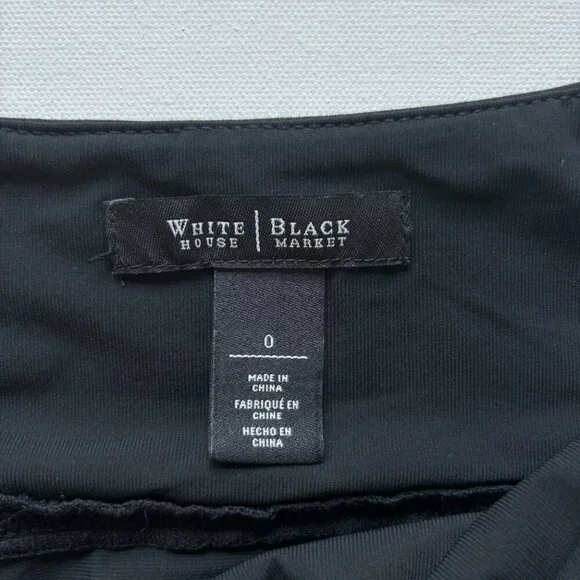 WHITE HOUSE | BLACK MARKET
0
MADE IN
CHINA
FABRIQUÉ EN
CHINE
HECHO EN
CHINA